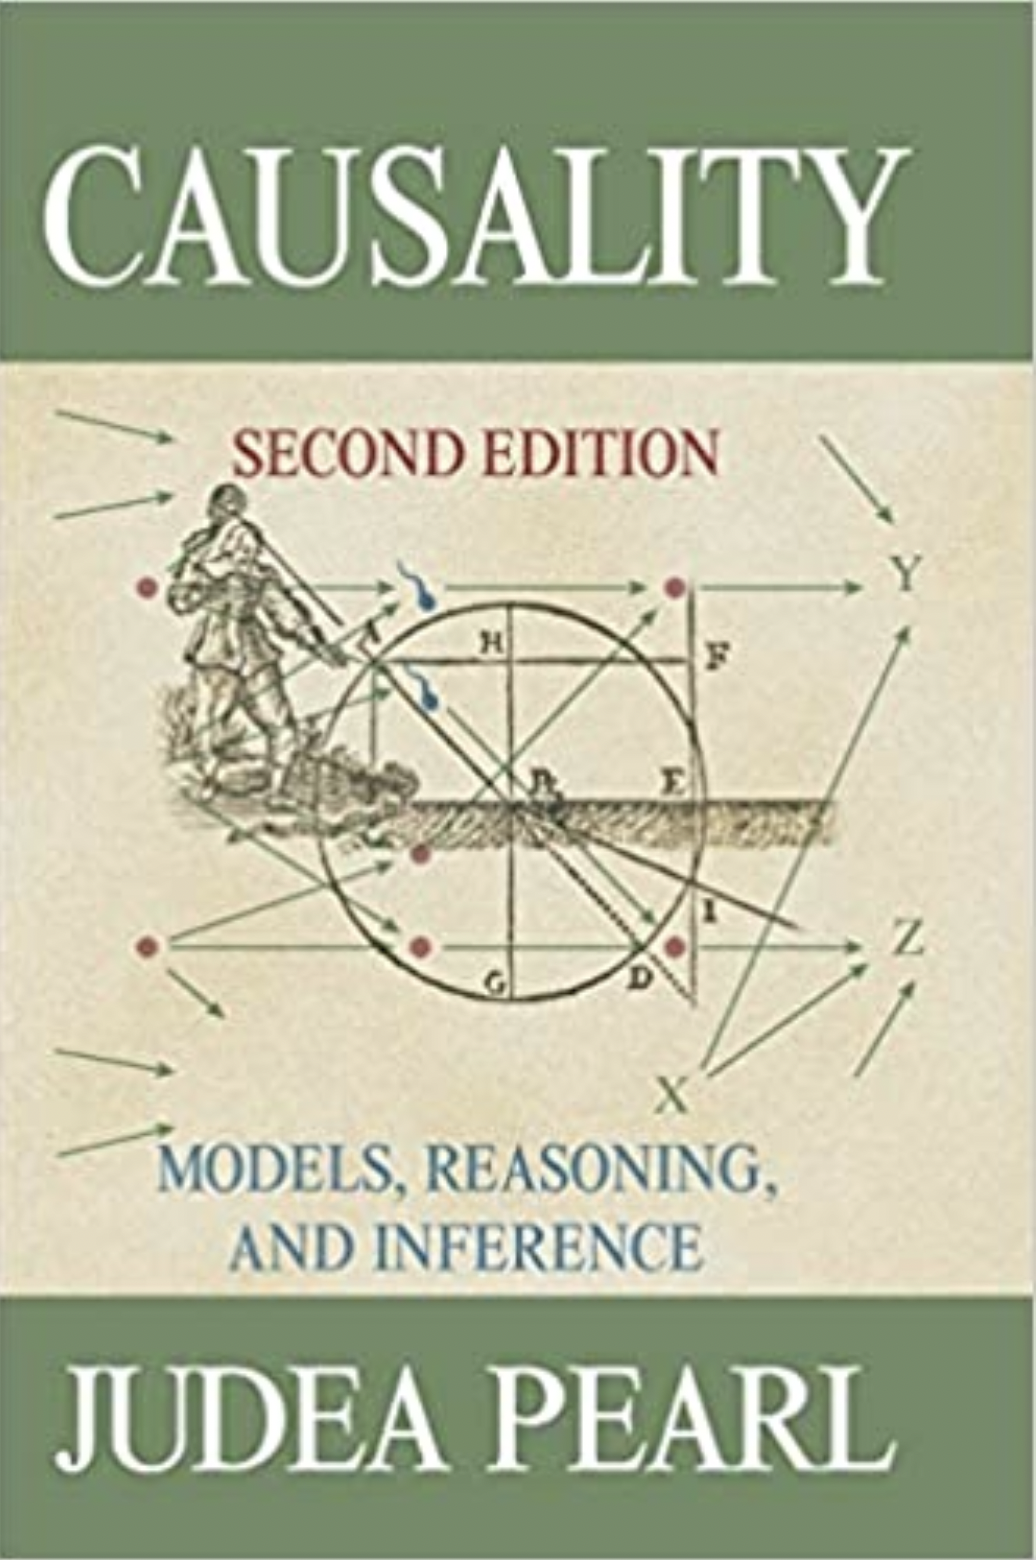 CAUSALITY
SECOND EDITION
Y
A
H
F
B
E
I
Z
G
D
X
MODELS, REASONING,
AND INFERENCE
JUDEA PEARL